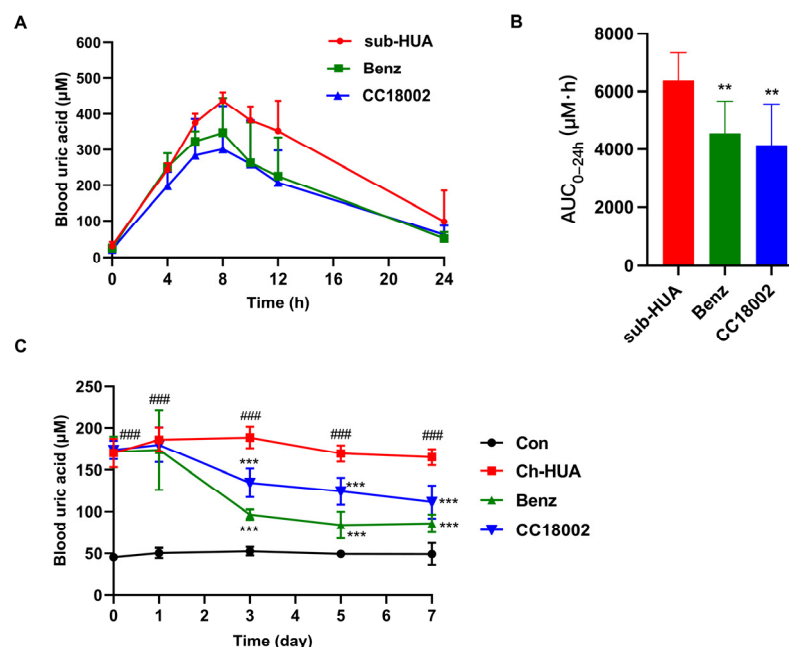 A
Blood uric acid (μM)
600
500
400
300
200
100
0
0 4 8 12 16 20 24
Time (h)
sub-HUA
Benz
CC18002
B
AUC0–24h (μM·h)
8000
6000
4000
2000
0
** **
sub-HUA
Benz
CC18002
C
Blood uric acid (μM)
250
200
150
100
50
0
### ### ### ### ###
*** *** ***
*** *** ***
0 1 2 3 4 5 6 7
Time (day)
Con
Ch-HUA
Benz
CC18002